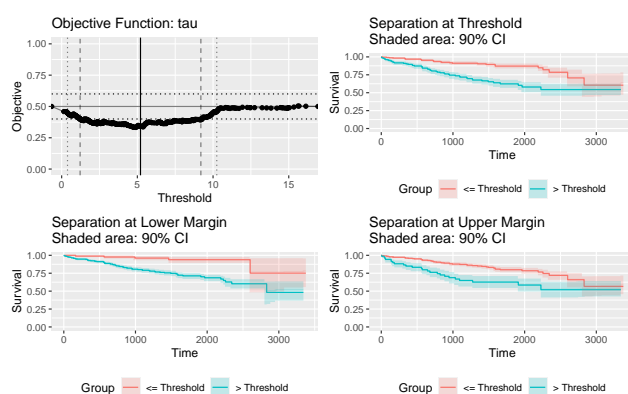 Objective Function: tau
1.00
0.75
0.50
0.25
0.00
Objective
0
5
10
15
Threshold
Separation at Threshold
Shaded area: 90% CI
1.00
0.75
0.50
0.25
0.00
Survival
0
1000
2000
3000
Time
Group <= Threshold > Threshold
Separation at Lower Margin
Shaded area: 90% CI
1.00
0.75
0.50
0.25
0.00
Survival
0
1000
2000
3000
Time
Group <= Threshold > Threshold
Separation at Upper Margin
Shaded area: 90% CI
1.00
0.75
0.50
0.25
0.00
Survival
0
1000
2000
3000
Time
Group <= Threshold > Threshold